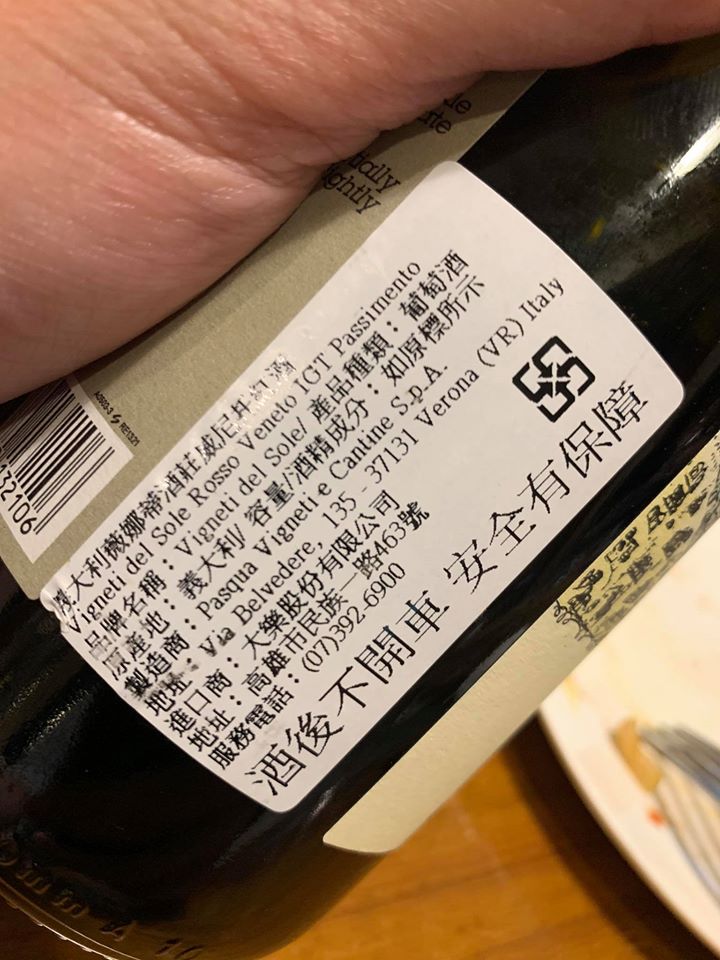 義大利薇娜蒂酒莊威尼托紅酒
Vigneti del Sole Rosso Veneto IGT Passimento
品牌名稱：Vigneti del Sole/ 產品種類：葡萄酒
原產地：義大利/ 容量/酒精成分：如原標所示
製造商：Pasqua Vigneti e Cantine S.p.A.
地址：Via Belvedere, 135 , 37131 Verona (VR) Italy
進口商：大樂股份有限公司
地址：高雄市民族一路463號
服務電話：(07)392-6900
酒後不開車 安全有保障
ghtly
32106